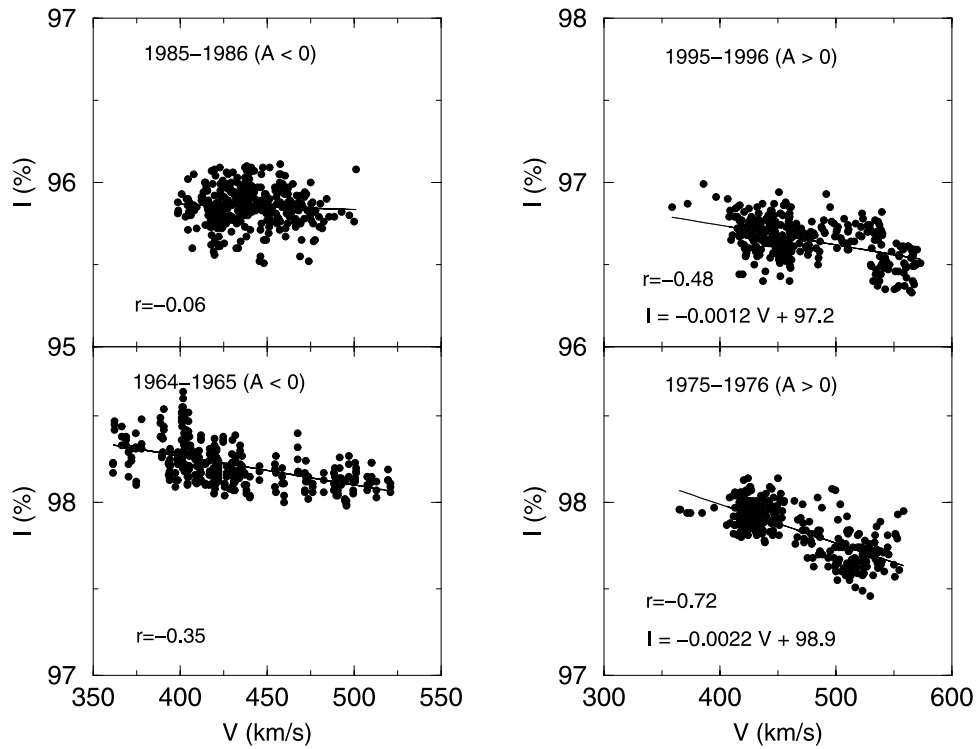 97
1985−1986 (A < 0)
I (%)
96
r=−0.06
95
98
1995−1996 (A > 0)
I (%)
97
r=−0.48
I = −0.0012 V + 97.2
96
1964−1965 (A < 0)
I (%)
98
r=−0.35
97
350 400 450 500 550
V (km/s)
1975−1976 (A > 0)
I (%)
98
r=−0.72
I = −0.0022 V + 98.9
97
300 400 500 600
V (km/s)